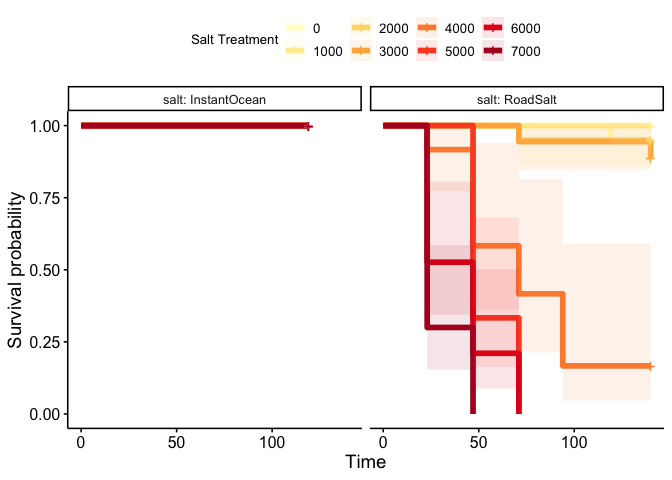 Salt Treatment
0 2000 4000 6000
1000 3000 5000 7000
salt: InstantOcean salt: RoadSalt
1.00
0.75
0.50
0.25
0.00
Survival probability
0 50 100 0 50 100
Time